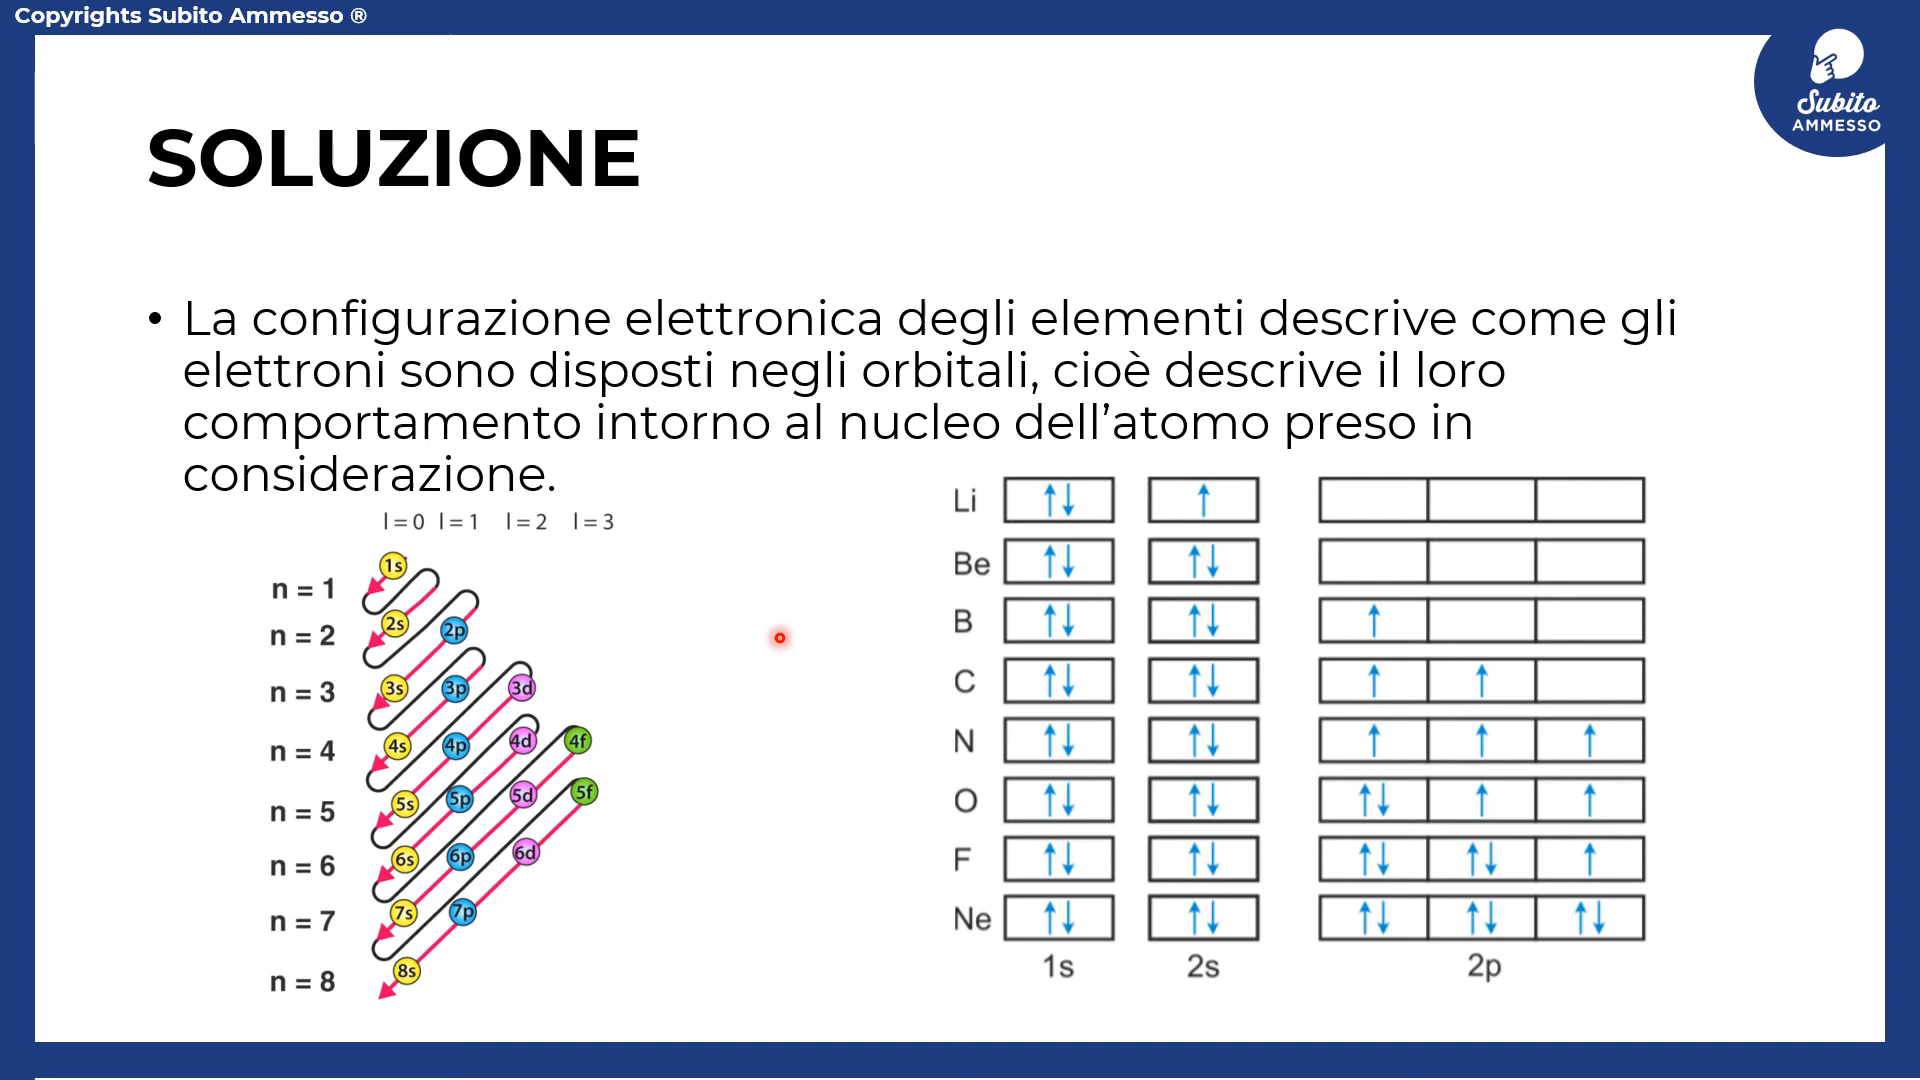 Copyrights Subito Ammesso ®
Subito
AMMESSO
SOLUZIONE
• La configurazione elettronica degli elementi descrive come gli
elettroni sono disposti negli orbitali, cioè descrive il loro
comportamento intorno al nucleo dell’atomo preso in
considerazione.
l = 0 l = 1 l = 2 l = 3
1s
n = 1
n = 2 2s 2p
n = 3 3s 3p 3d
n = 4 4s 4p 4d 4f
n = 5 5s 5p 5d 5f
n = 6 6s 6p 6d
n = 7 7s 7p
n = 8 8s
Li
Be
B
C
N
O
F
Ne
1s 2s 2p